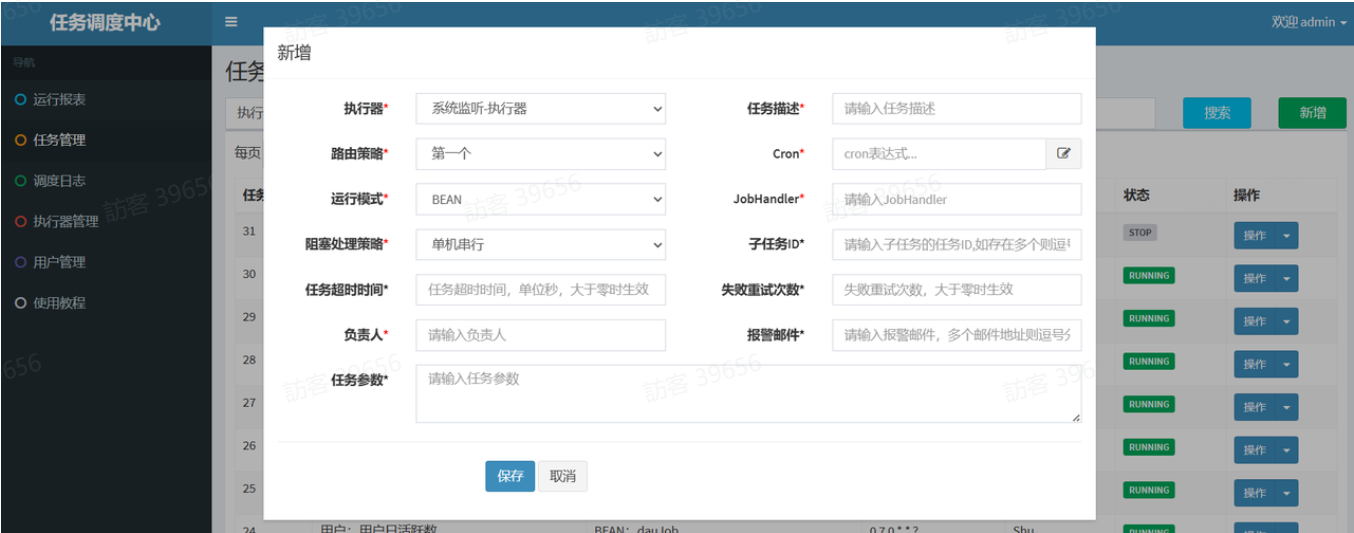 任务调度中心
欢迎 admin
导航
运行报表
任务管理
调度日志
执行器管理
用户管理
使用教程
任务
执行
搜索
新增
每页
新增
执行器*
系统监听-执行器
任务描述*
请输入任务描述
路由策略*
第一个
Cron*
cron表达式...
运行模式*
BEAN
JobHandler*
请输入JobHandler
阻塞处理策略*
单机串行
子任务ID*
请输入子任务的任务ID,如存在多个则逗
任务超时时间*
任务超时时间，单位秒，大于零时生效
失败重试次数*
失败重试次数，大于零时生效
负责人*
请输入负责人
报警邮件*
请输入报警邮件，多个邮件地址则逗号分
任务参数*
请输入任务参数
保存
取消
任务
状态
操作
31
STOP
操作
30
RUNNING
操作
29
RUNNING
操作
28
RUNNING
操作
27
RUNNING
操作
26
RUNNING
操作
25
RUNNING
操作
24
用户：用户日活跃数
BEAN：dauJob
0 7 0 * * ?
Shu
RUNNING
操作
訪客 39656